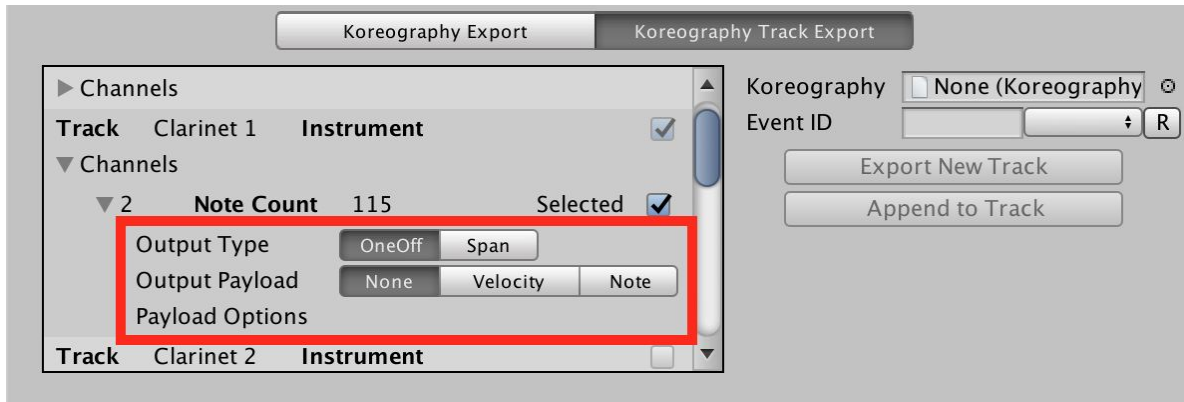 Koreography Export Koreography Track Export
Channels
Track Clarinet 1 Instrument
Channels
2 Note Count 115 Selected
Output Type OneOff Span
Output Payload None Velocity Note
Payload Options
Track Clarinet 2 Instrument
Koreography None (Koreography
Event ID R
Export New Track
Append to Track